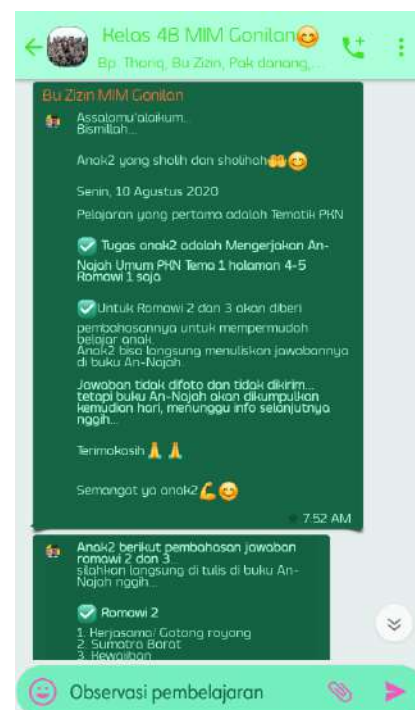 Kelas 4B MIM Gonilan😊
Bp. Thoriq, Bu Zizin, Pak danang,...
Bu Zizin MIM Gonilan
Assalamu'alaikum.
Bismillah...
Anak2 yang sholih dan sholihah🤲😊
Senin, 10 Agustus 2020
Pelajaran yang pertama adalah Tematik PKN
✅ Tugas anak2 adalah Mengerjakan An-
Najah Umum PKN Tema 1 halaman 4-5
Romawi 1 saja
✅Untuk Romawi 2 dan 3 akan diberi
pembahasannya untuk mempermudah
belajar anak.
Anak2 bisa langsung menuliskan jawabannya
di buku An-Najah.
Jawaban tidak difoto dan tidak dikirim...
tetapi buku An-Najah akan dikumpulkan
kemudian hari, menunggu info selanjutnya
nggih...
Terimakasih🙏🙏
Semangat ya anak2💪😊
7:52 AM
Anak2 berikut pembahasan jawaban
romawi 2 dan 3...
silahkan langsung di tulis di buku An-
Najah nggih...
✅ Romawi 2
1. Kerjasama/ Gotong royong
2. Sumatra Barat
3. Kewajiban
Observasi pembelajaran